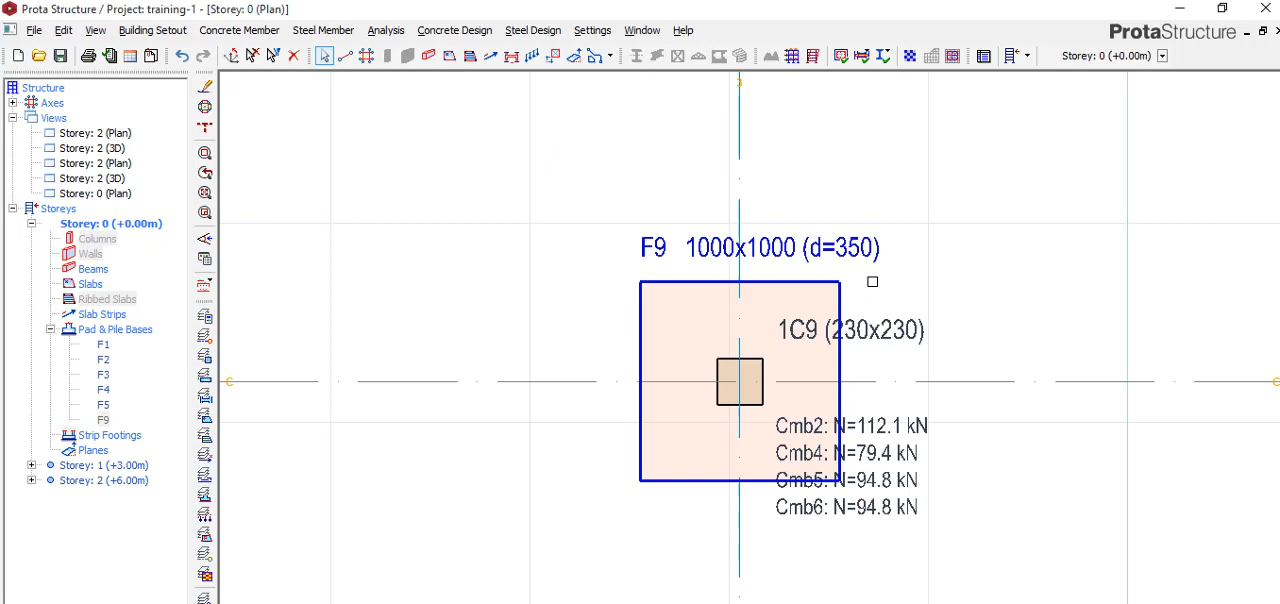 Prota Structure / Project: training-1 - [Storey: 0 (Plan)]
File Edit View Building Setout Concrete Member Steel Member Analysis Concrete Design Steel Design Settings Window Help
ProtaStructure
Storey: 0 (+0.00m)
Structure
Axes
Views
Storey: 2 (Plan)
Storey: 2 (3D)
Storey: 2 (Plan)
Storey: 2 (3D)
Storey: 0 (Plan)
Storeys
Storey: 0 (+0.00m)
Columns
Walls
Beams
Slabs
Ribbed Slabs
Slab Strips
Pad & Pile Bases
F1
F2
F3
F4
F5
F9
Strip Footings
Planes
Storey: 1 (+3.00m)
Storey: 2 (+6.00m)
3
F9 1000x1000 (d=350)
1C9 (230x230)
C
C
Cmb2: N=112.1 kN
Cmb4: N=79.4 kN
Cmb5: N=94.8 kN
Cmb6: N=94.8 kN